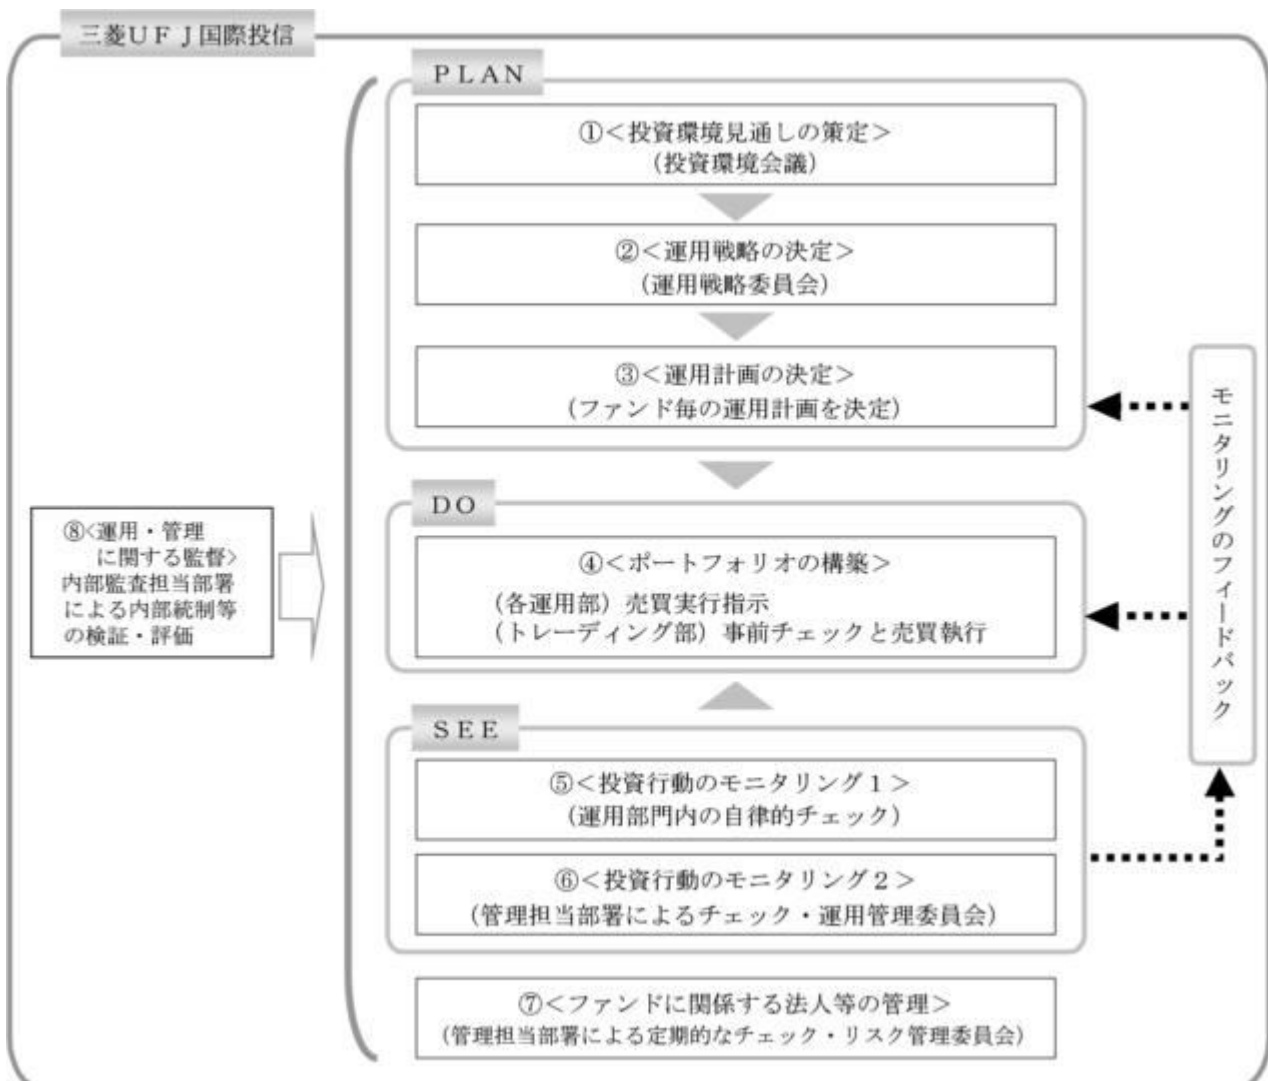 三菱UFJ国際投信
PLAN
①<投資環境見通しの策定>
(投資環境会議)
②<運用戦略の決定>
(運用戦略委員会)
③<運用計画の決定>
(ファンド毎の運用計画を決定)
DO
④<ポートフォリオの構築>
(各運用部)売買実行指示
(トレーディング部)事前チェックと売買執行
SEE
⑤<投資行動のモニタリング1>
(運用部門内の自律的チェック)
⑥<投資行動のモニタリング2>
(管理担当部署によるチェック・運用管理委員会)
⑦<ファンドに関係する法人等の管理>
(管理担当部署による定期的なチェック・リスク管理委員会)
⑧<運用・管理
に関する監督>
内部監査担当部署
による内部統制等
の検証・評価
モニタリングのフィードバック